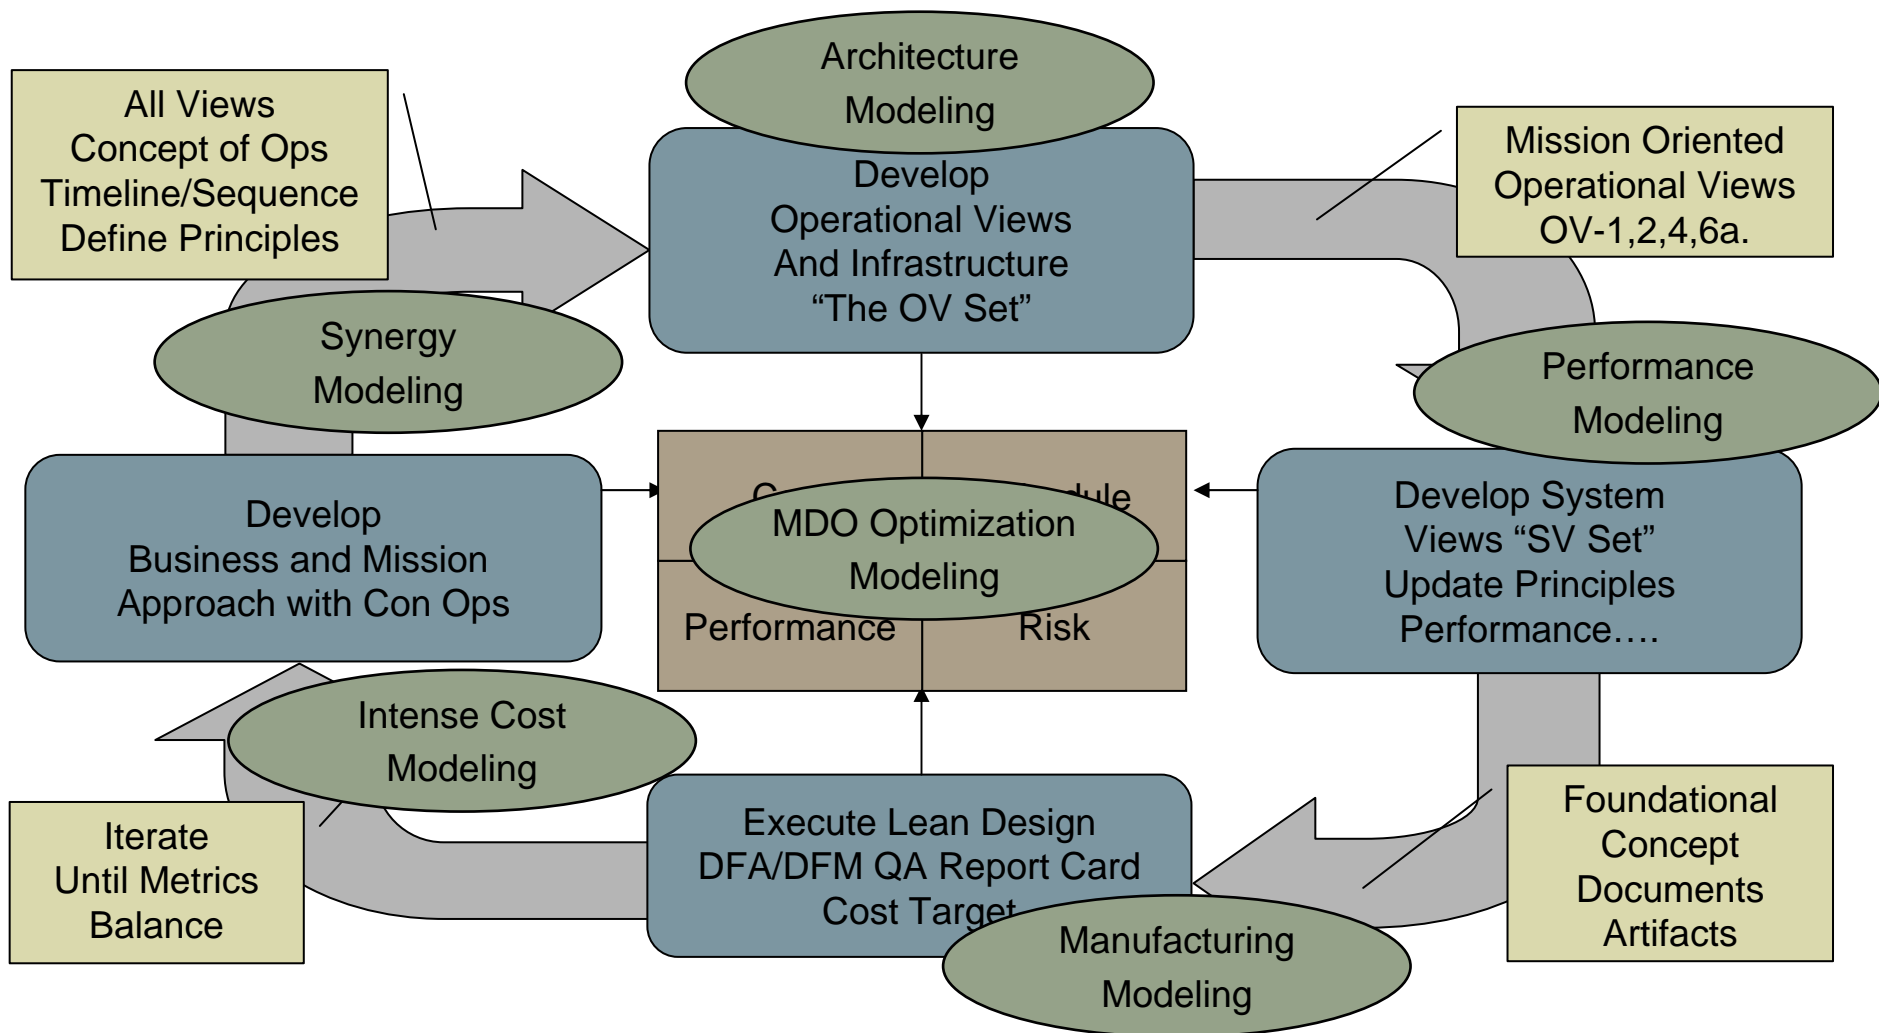 Architecture
Modeling
All Views
Concept of Ops
Timeline/Sequence
Define Principles
Develop
Operational Views
And Infrastructure
“The OV Set”
Mission Oriented
Operational Views
OV-1,2,4,6a.
Synergy
Modeling
Performance
Modeling
Develop
Business and Mission
Approach with Con Ops
MDO Optimization
Modeling
Performance
Risk
Develop System
Views “SV Set”
Update Principles
Performance….
Intense Cost
Modeling
Iterate
Until Metrics
Balance
Execute Lean Design
DFA/DFM QA Report Card
Cost Target
Manufacturing
Modeling
Foundational
Concept
Documents
Artifacts